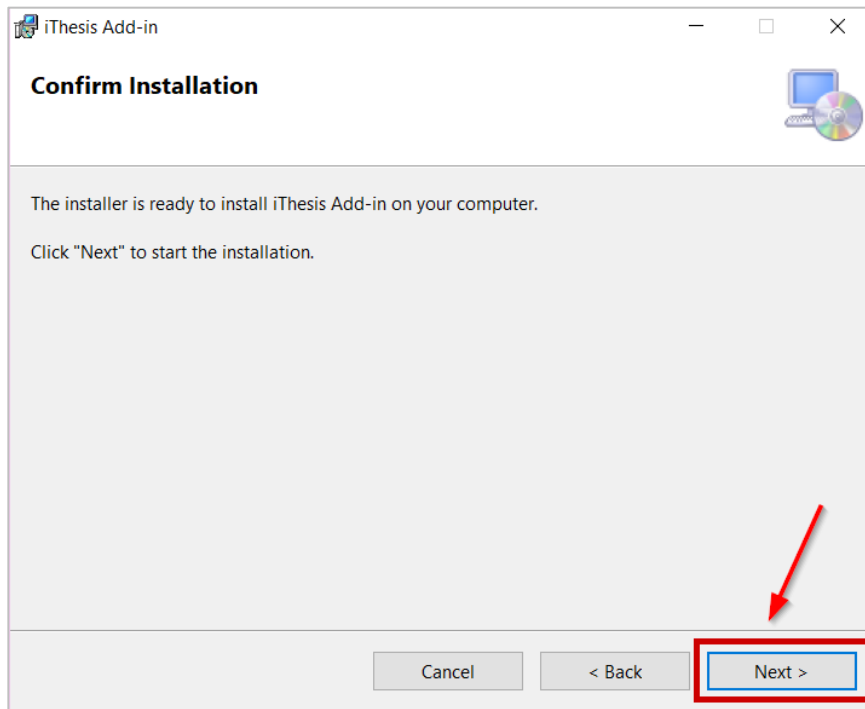 iThesis Add-in
Confirm Installation
The installer is ready to install iThesis Add-in on your computer.
Click "Next" to start the installation.
Cancel
< Back
Next >